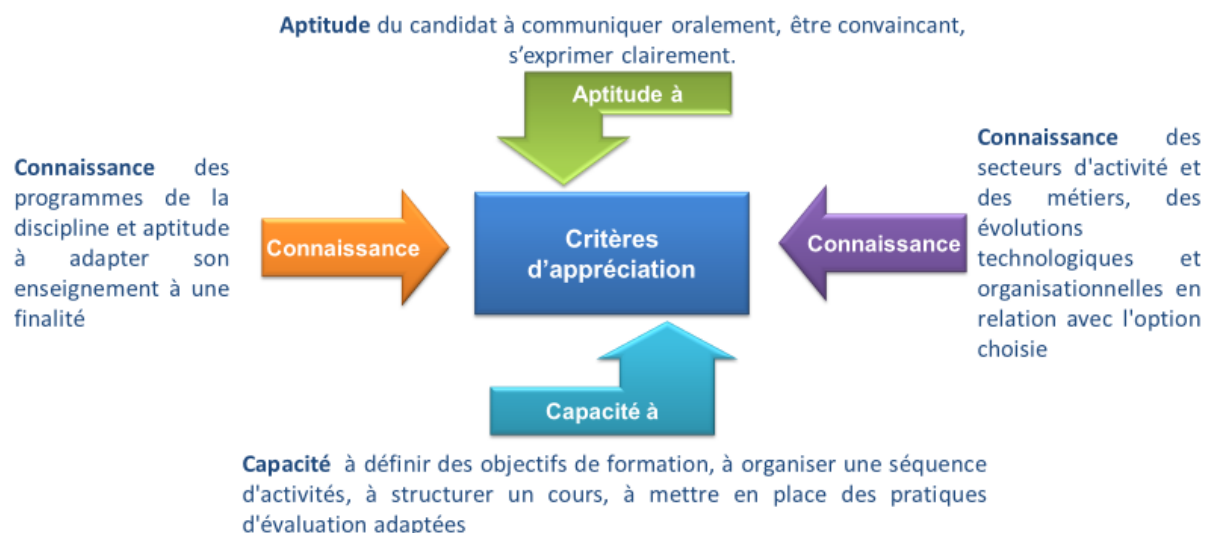 Aptitude du candidat à communiquer oralement, être convaincant,
s’exprimer clairement.
Aptitude à
Connaissance des
programmes de la
discipline et aptitude
à adapter son
enseignement à une
finalité
Connaissance
Critères
d’appréciation
Connaissance
Connaissance des
secteurs d'activité et
des métiers, des
évolutions
technologiques et
organisationnelles en
relation avec l'option
choisie
Capacité à
Capacité à définir des objectifs de formation, à organiser une séquence
d'activités, à structurer un cours, à mettre en place des pratiques
d'évaluation adaptées